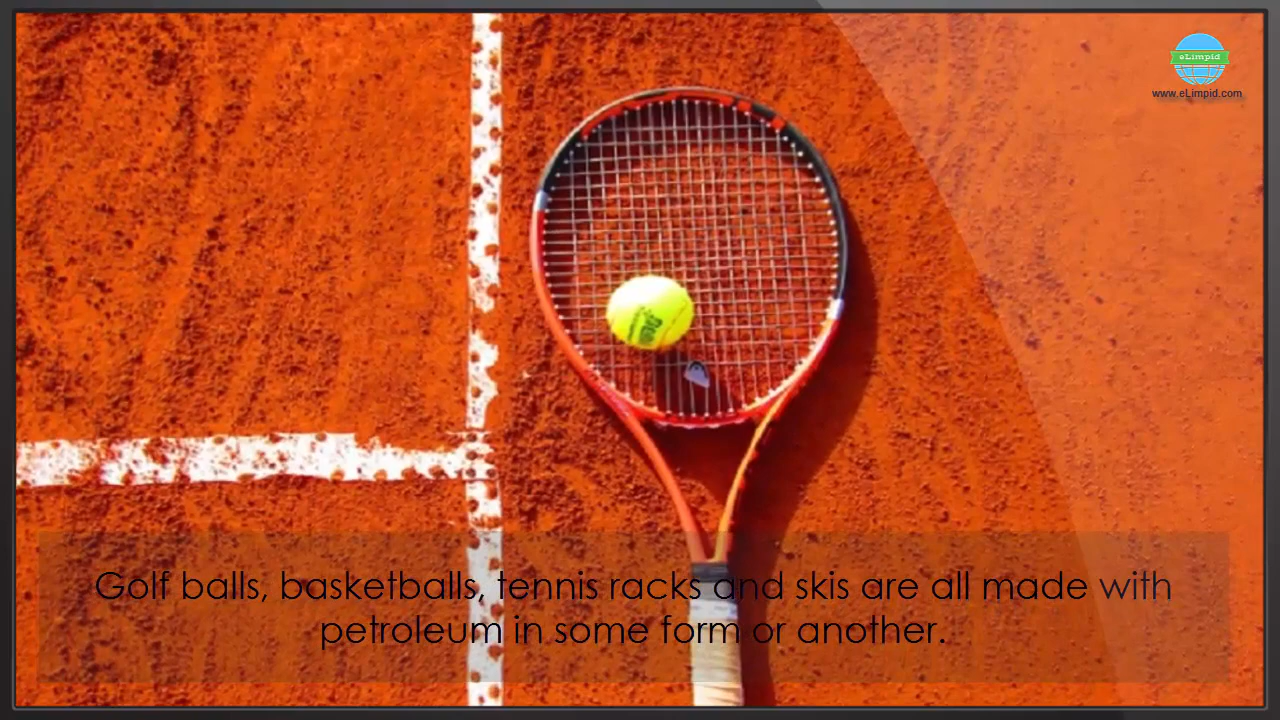 eLimpid
www.eLimpid.com
Golf balls, basketballs, tennis racks and skis are all made with
petroleum in some form or another.